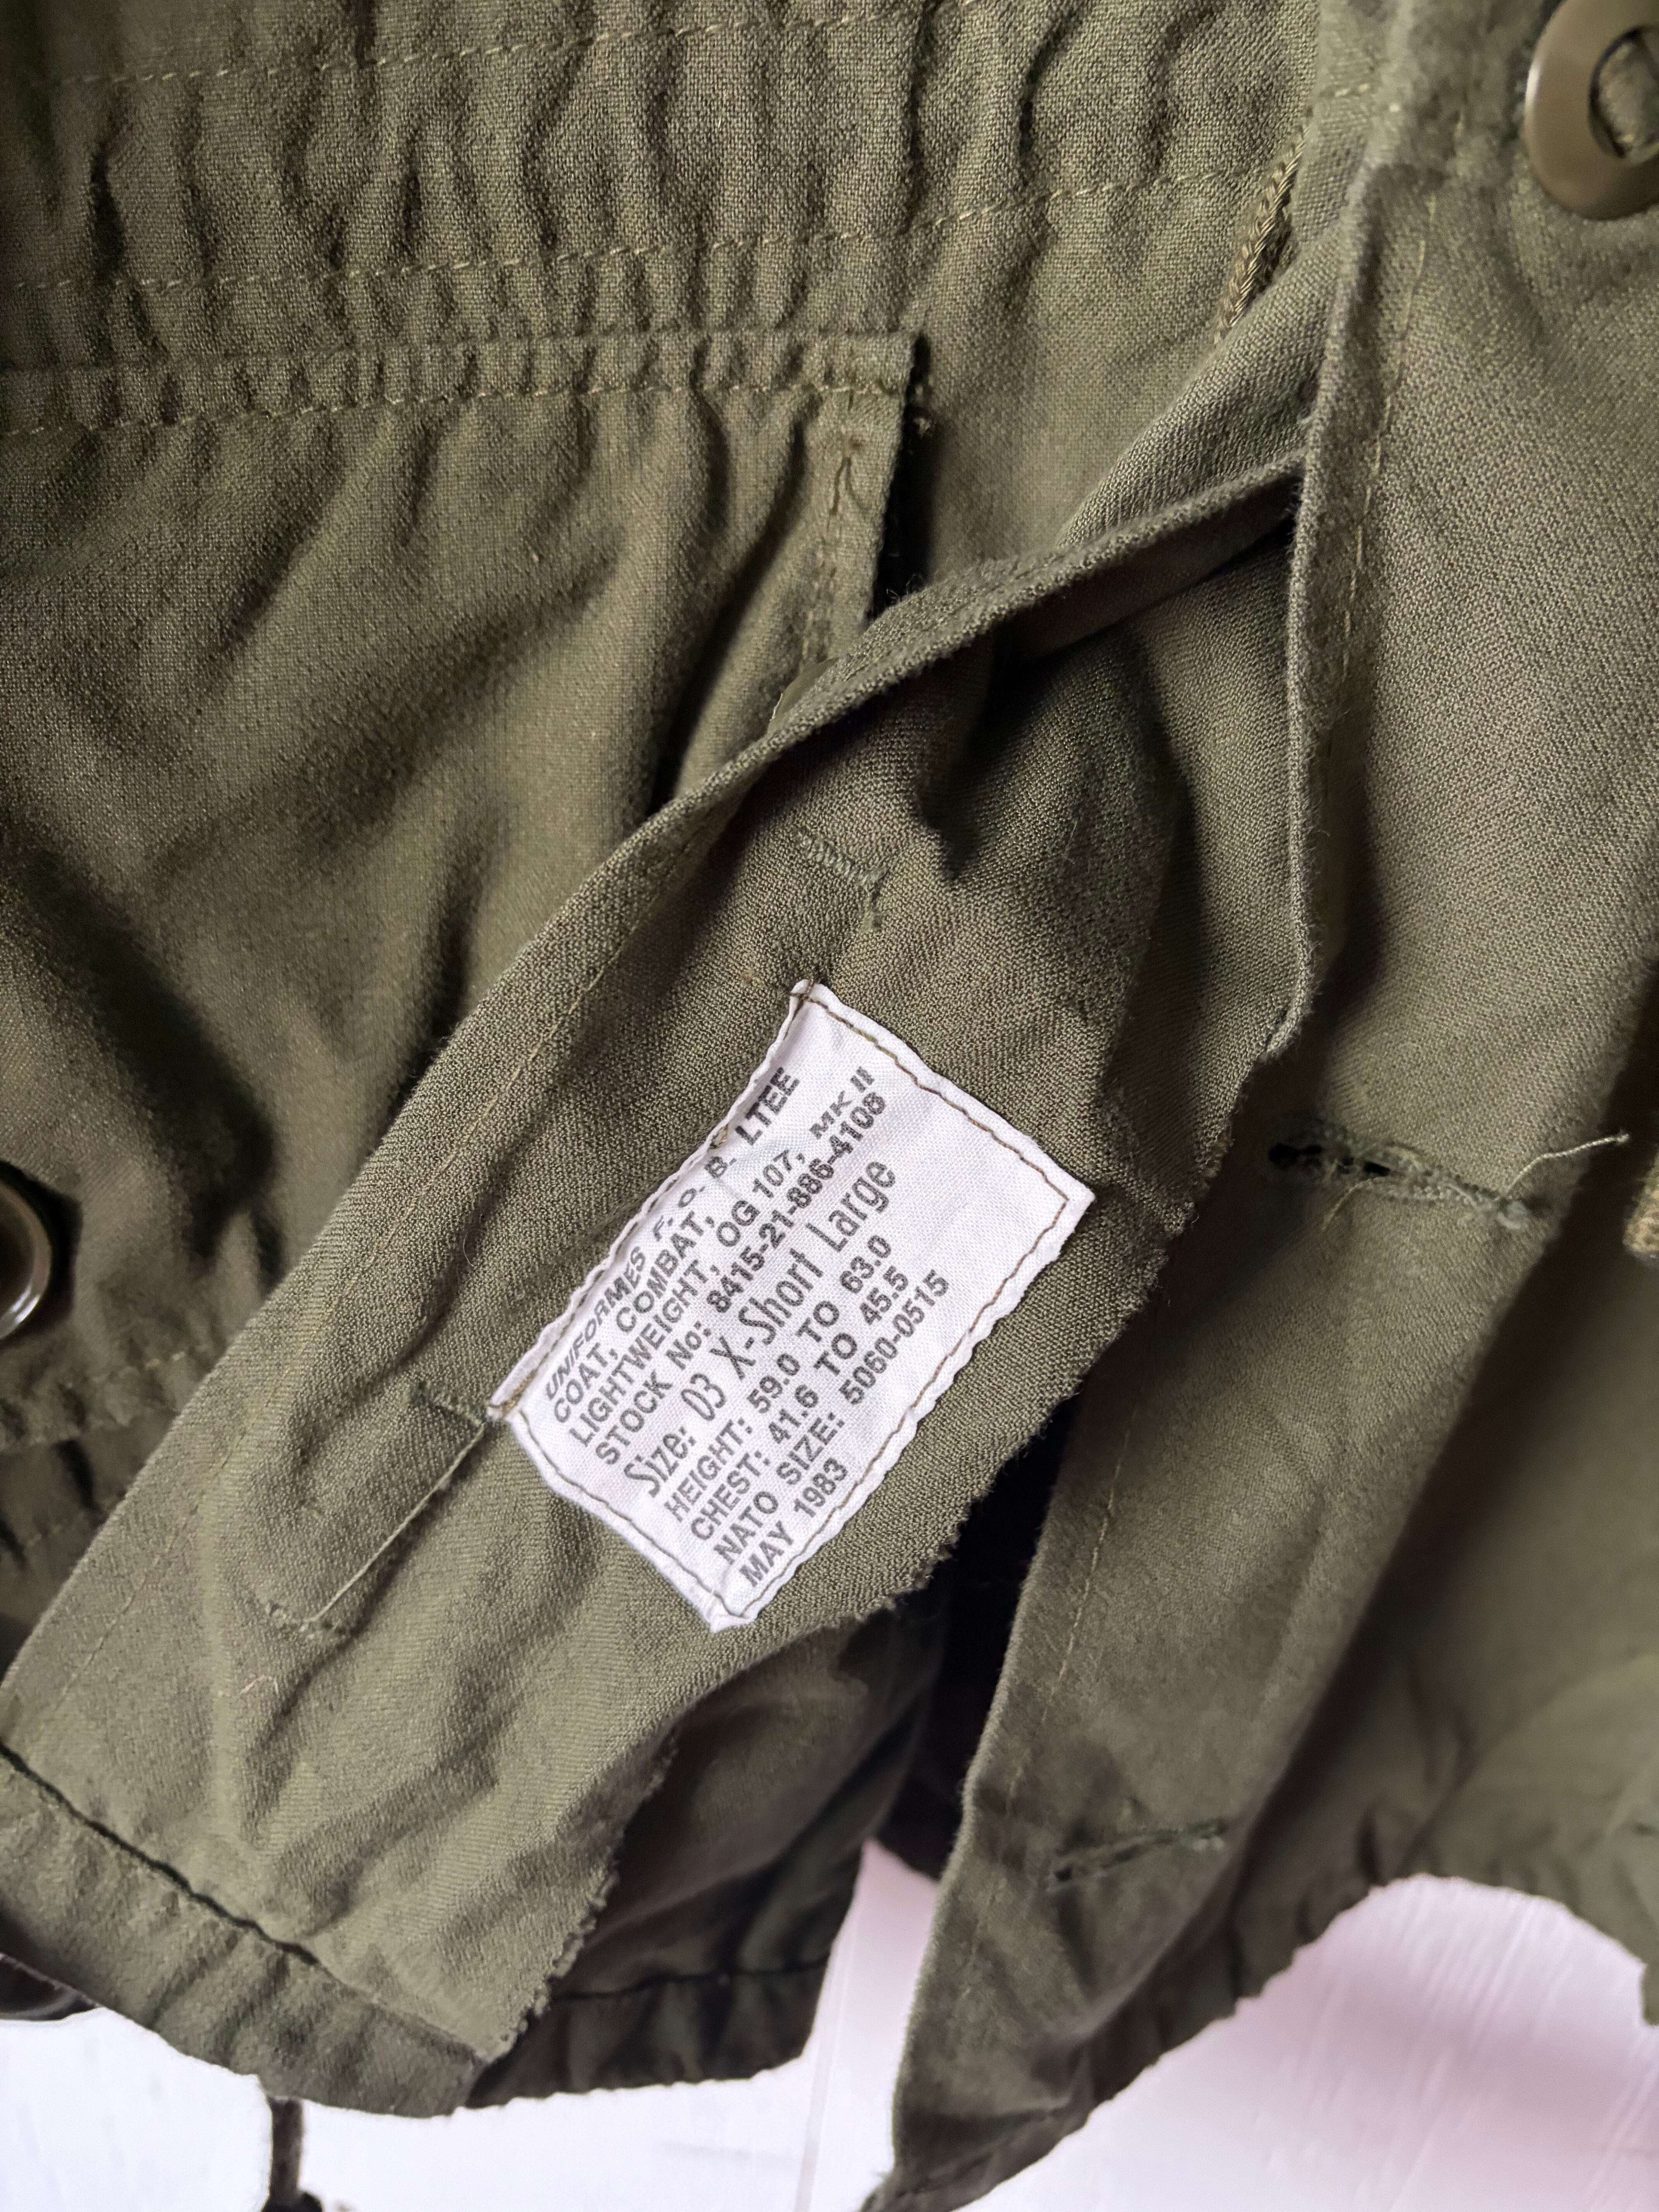 UNIFORMES F. O. B. LTEE
COAT, COMBAT,
LIGHTWEIGHT, OG 107, MK II
STOCK No: 8415-21-886-4108
Size: D3 X-Short Large
HEIGHT: 59.0 TO 63.0
CHEST: 41.6 TO 45.5
NATO SIZE: 5060-0515
MAY 1983